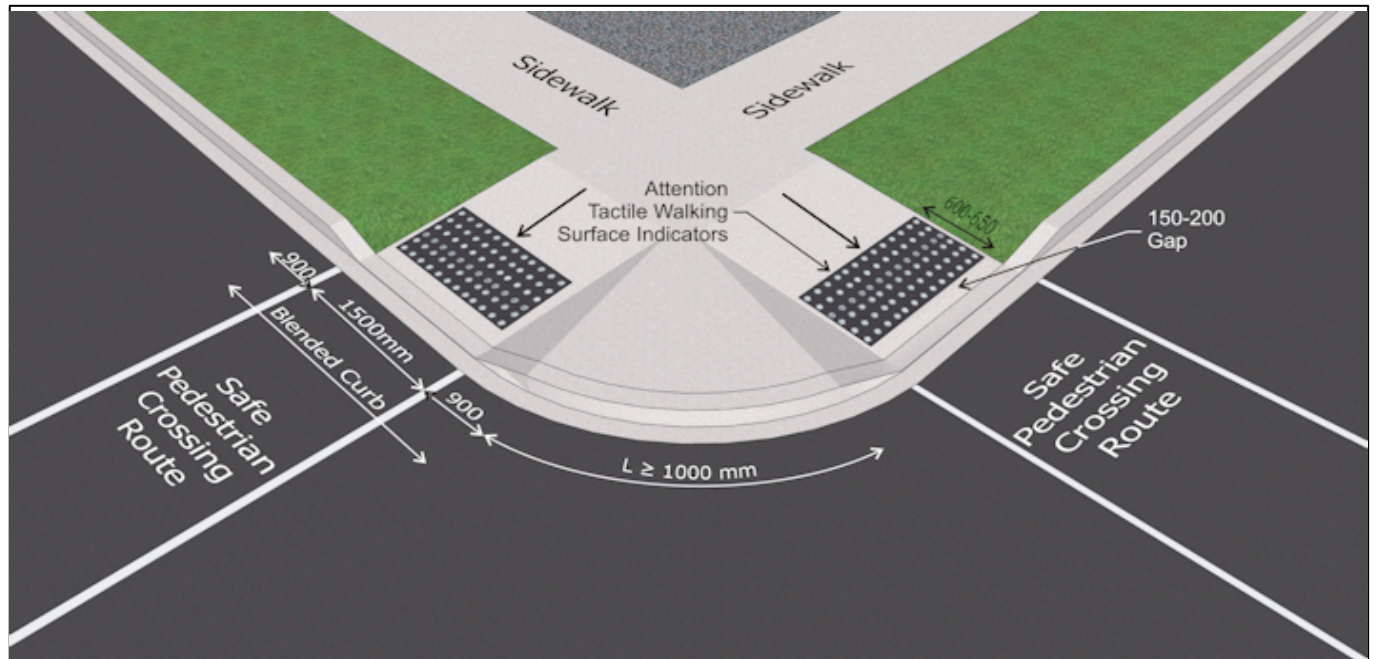 Sidewalk
Sidewalk
Attention
Tactile Walking
Surface Indicators
600-650
150-200
Gap
900
1500mm
Blended Curb
900
L ≥ 1000 mm
Safe
Pedestrian
Crossing
Route
Safe
Pedestrian
Crossing
Route